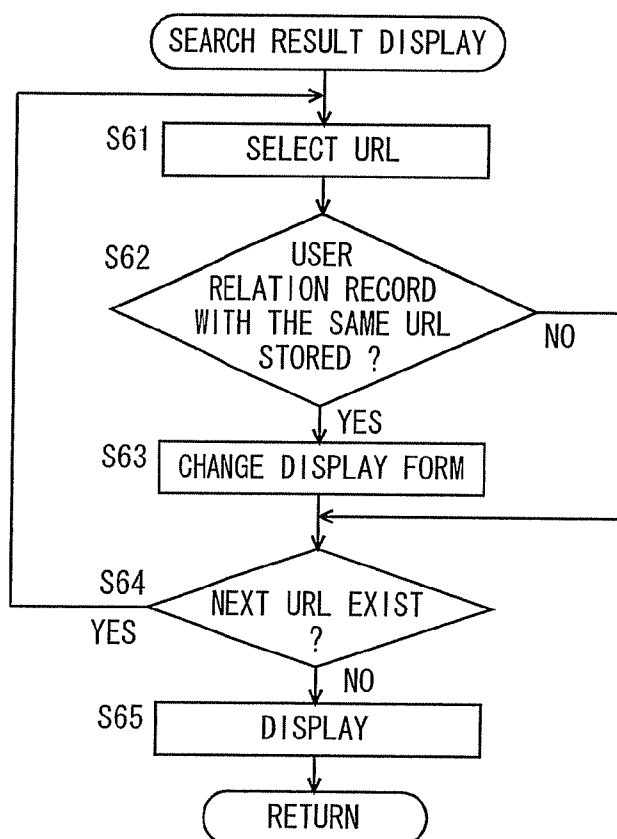 SEARCH RESULT DISPLAY
S61
SELECT URL
S62
USER
RELATION RECORD
WITH THE SAME URL
STORED ?
NO
YES
S63
CHANGE DISPLAY FORM
S64
NEXT URL EXIST
?
YES
NO
S65
DISPLAY
RETURN